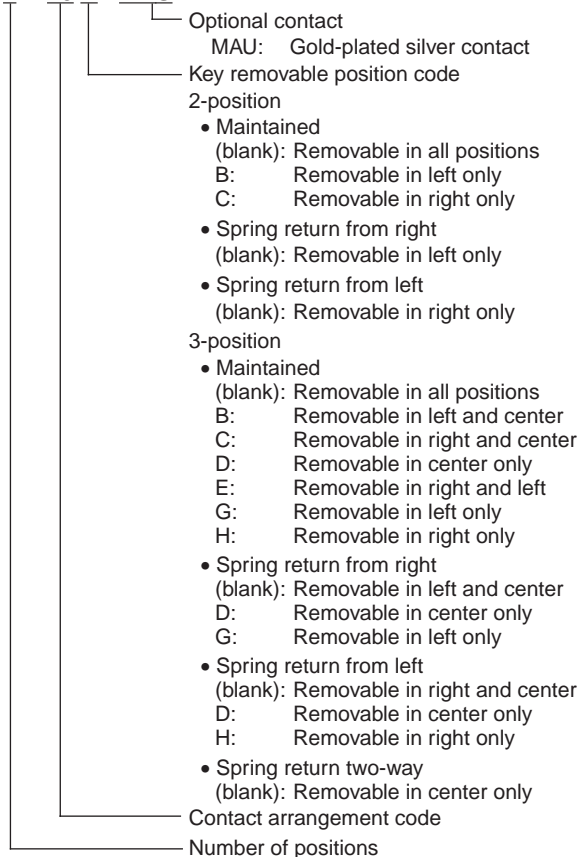 Optional contact
MAU: Gold-plated silver contact
Key removable position code
2-position
• Maintained
(blank): Removable in all positions
B: Removable in left only
C: Removable in right only
• Spring return from right
(blank): Removable in left only
• Spring return from left
(blank): Removable in right only
3-position
• Maintained
(blank): Removable in all positions
B: Removable in left and center
C: Removable in right and center
D: Removable in center only
E: Removable in right and left
G: Removable in left only
H: Removable in right only
• Spring return from right
(blank): Removable in left and center
D: Removable in center only
G: Removable in left only
• Spring return from left
(blank): Removable in right and center
D: Removable in center only
H: Removable in right only
• Spring return two-way
(blank): Removable in center only
Contact arrangement code
Number of positions